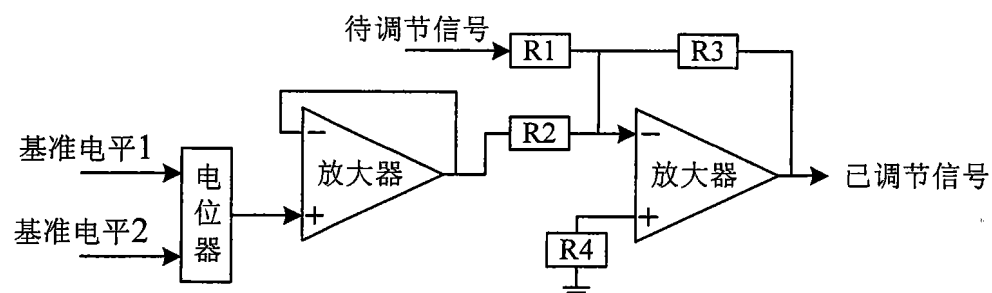 待调节信号
R1
R3
基准电平1
放大器
R2
放大器
已调节信号
电位器
基准电平2
R4